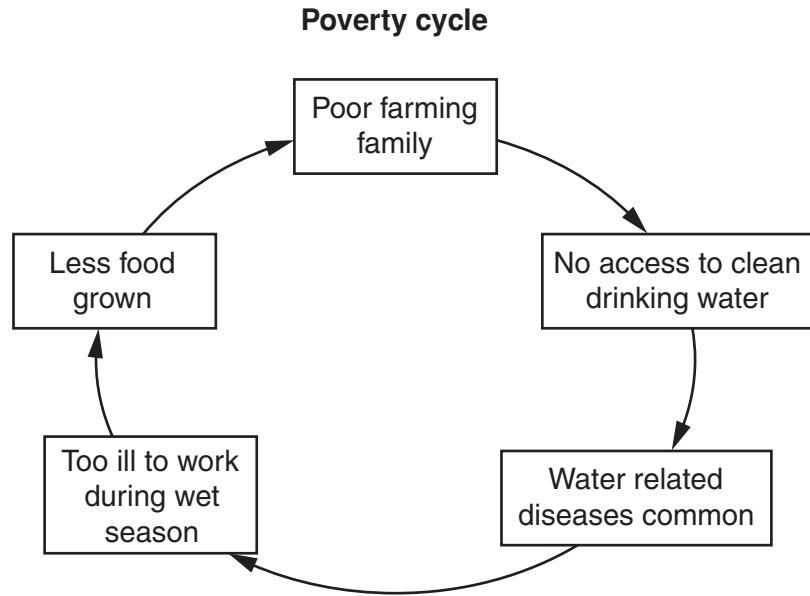 Poverty cycle
Poor farming
family
No access to clean
drinking water
Water related
diseases common
Too ill to work
during wet
season
Less food
grown